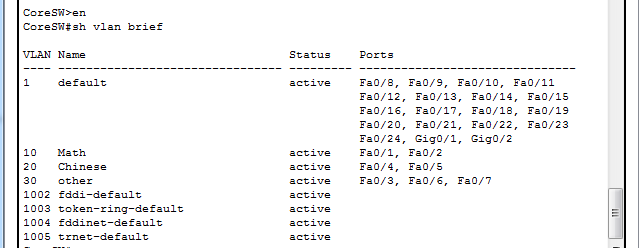 CoreSW>en
CoreSW#sh vlan brief
VLAN Name                             Status    Ports
---- -------------------------------- --------- -------------------------------
1    default                          active    Fa0/8, Fa0/9, Fa0/10, Fa0/11
                                                Fa0/12, Fa0/13, Fa0/14, Fa0/15
                                                Fa0/16, Fa0/17, Fa0/18, Fa0/19
                                                Fa0/20, Fa0/21, Fa0/22, Fa0/23
                                                Fa0/24, Gig0/1, Gig0/2
10   Math                             active    Fa0/1, Fa0/2
20   Chinese                          active    Fa0/4, Fa0/5
30   other                            active    Fa0/3, Fa0/6, Fa0/7
1002 fddi-default                     active
1003 token-ring-default               active
1004 fddinet-default                  active
1005 trnet-default                    active